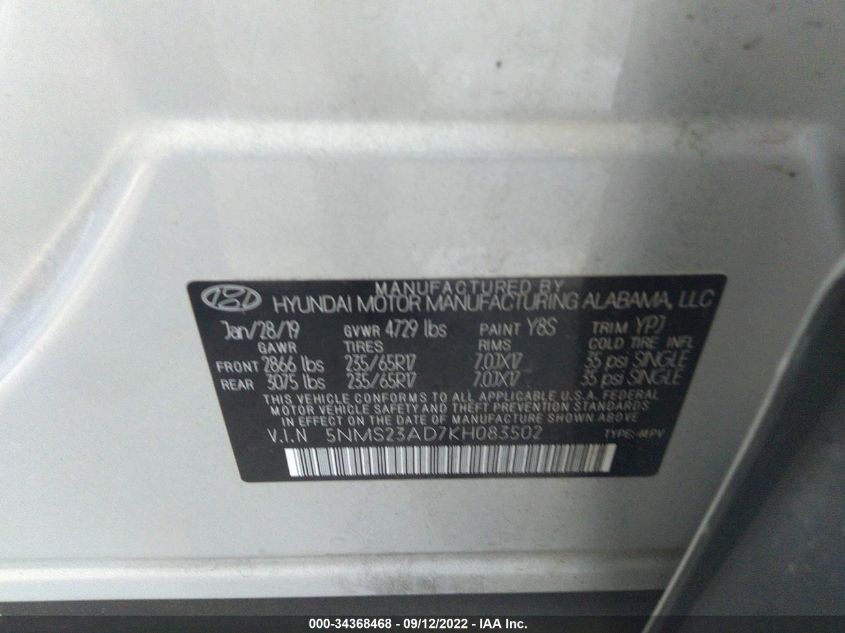 MANUFACTURED BY
HYUNDAI MOTOR MANUFACTURING ALABAMA, LLC
Jan/28/19 GVWR 4729 lbs PAINT Y8S TRIM YPJ
GAWR TIRES RIMS COLD TIRE INFL
FRONT 2866 lbs 235/65R17 7.0JX17 35 psi SINGLE
REAR 3075 lbs 235/65R17 7.0JX17 35 psi SINGLE
THIS VEHICLE CONFORMS TO ALL APPLICABLE U.S.A. FEDERAL
MOTOR VEHICLE SAFETY AND THEFT PREVENTION STANDARDS
IN EFFECT ON THE DATE OF MANUFACTURE SHOWN ABOVE
V.I.N 5NMS23AD7KH083502 TYPE:-MPV
000-34368468 - 09/12/2022 - IAA Inc.